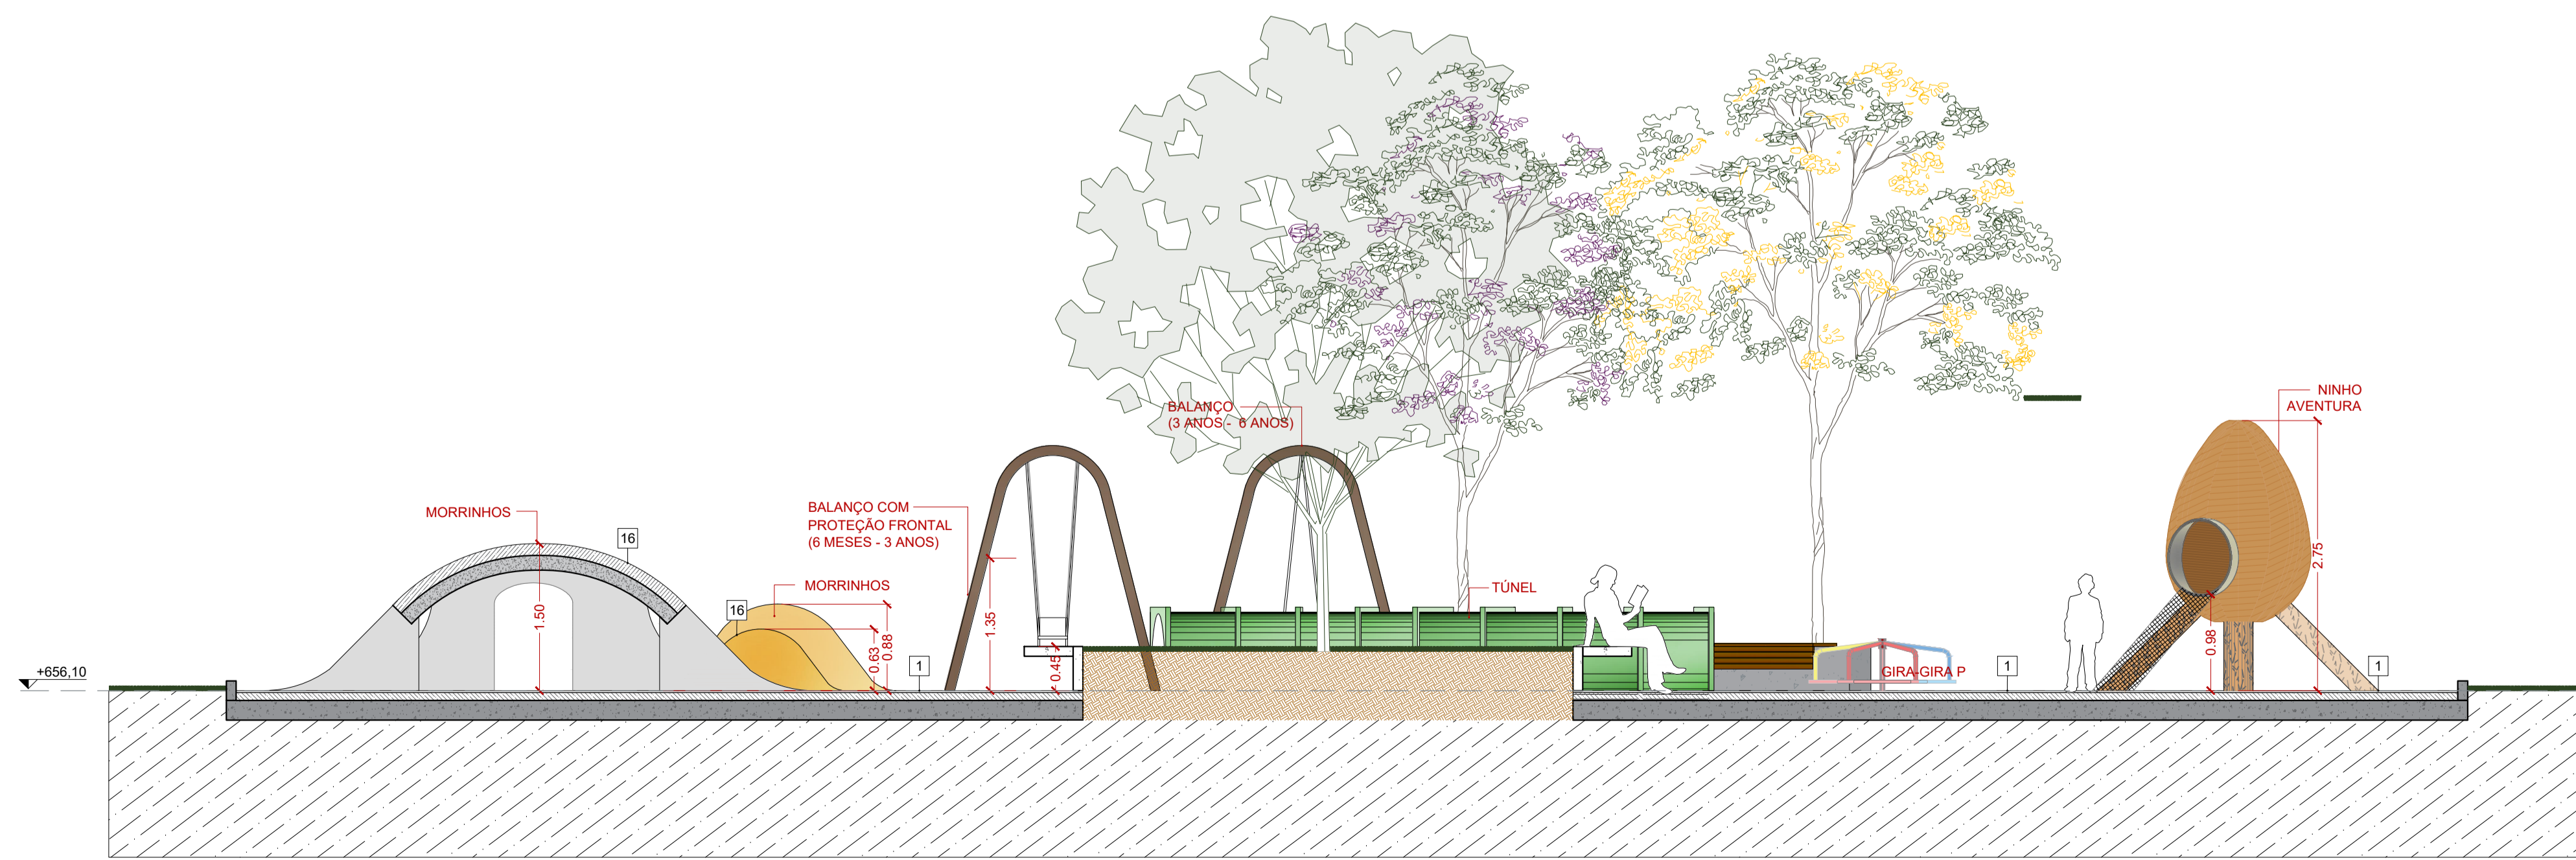 NINHO
AVENTURA
BALANÇO
(3 ANOS - 6 ANOS)
BALANÇO COM
PROTEÇÃO FRONTAL
(6 MESES - 3 ANOS)
MORRINHOS
16
MORRINHOS
16
TÚNEL
GIRA-GIRA P
+656,10
1.50
0.63
0.88
1
1.35
0.45
1
0.98
2.75
1